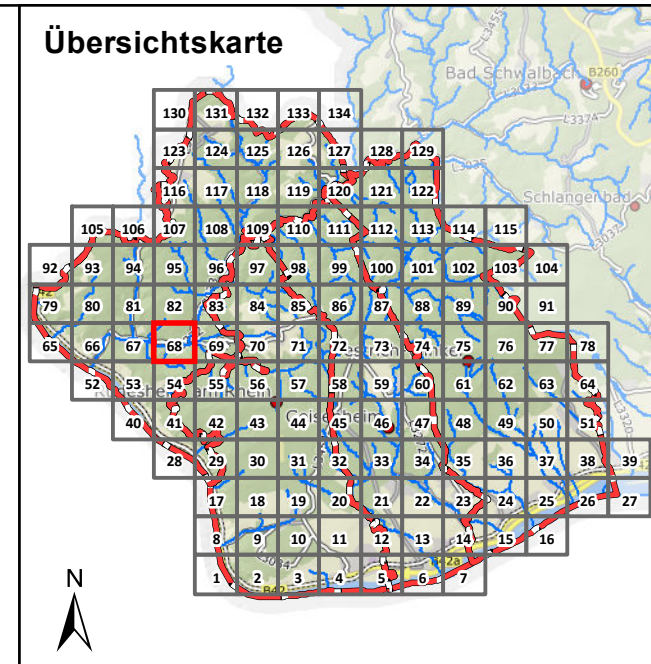 Übersichtskarte
L3455
Bad Schwalbach
B260
L3374
L3035
Schlangenbad
L3037
130 131 132 133 134
123 124 125 126 127 128 129
116 117 118 119 120 121 122
105 106 107 108 109 110 111 112 113 114 115
92 93 94 95 96 97 98 99 100 101 102 103 104
79 80 81 82 83 84 85 86 87 88 89 90 91
65 66 67 68 69 70 71 72 73 74 75 76 77 78
52 53 54 55 56 57 58 59 60 61 62 63 64
Geisenheim
L3320
40 41 42 43 44 45 46 47 48 49 50 51
28 29 30 31 32 33 34 35 36 37 38 39
17 18 19 20 21 22 23 24 25 26 27
8 9 10 11 12 13 14 15 16
L3034
B42a
1 2 3 4 5 6 7
B42
N